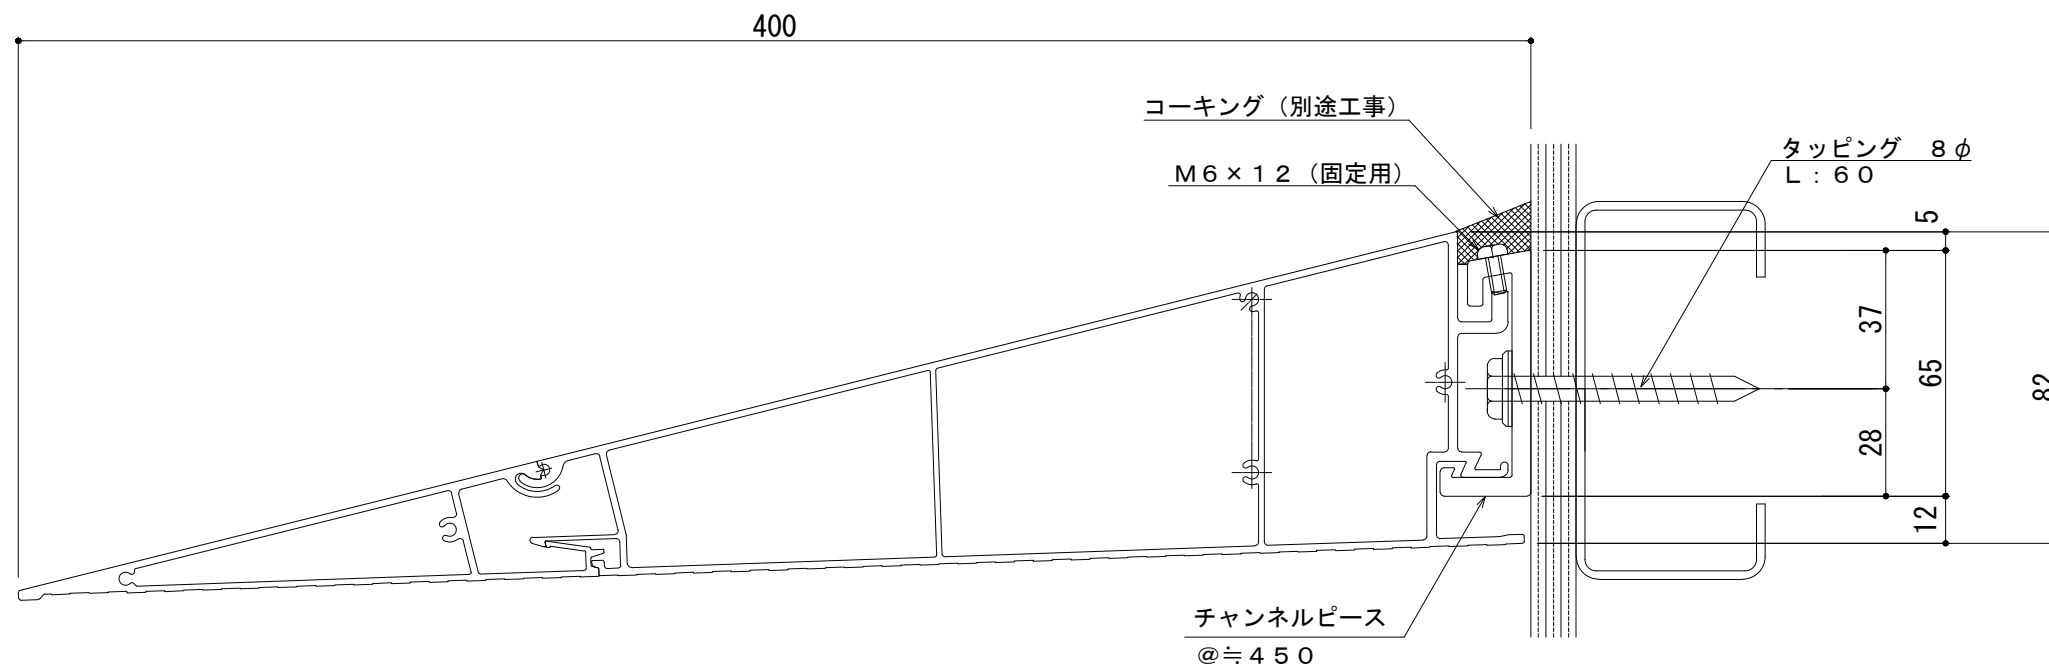 400
コーキング（別途工事）
Ｍ６×１２（固定用）
タッピング　８φ
Ｌ：６０
5
37
65
82
28
12
チャンネルピース
＠≒４５０